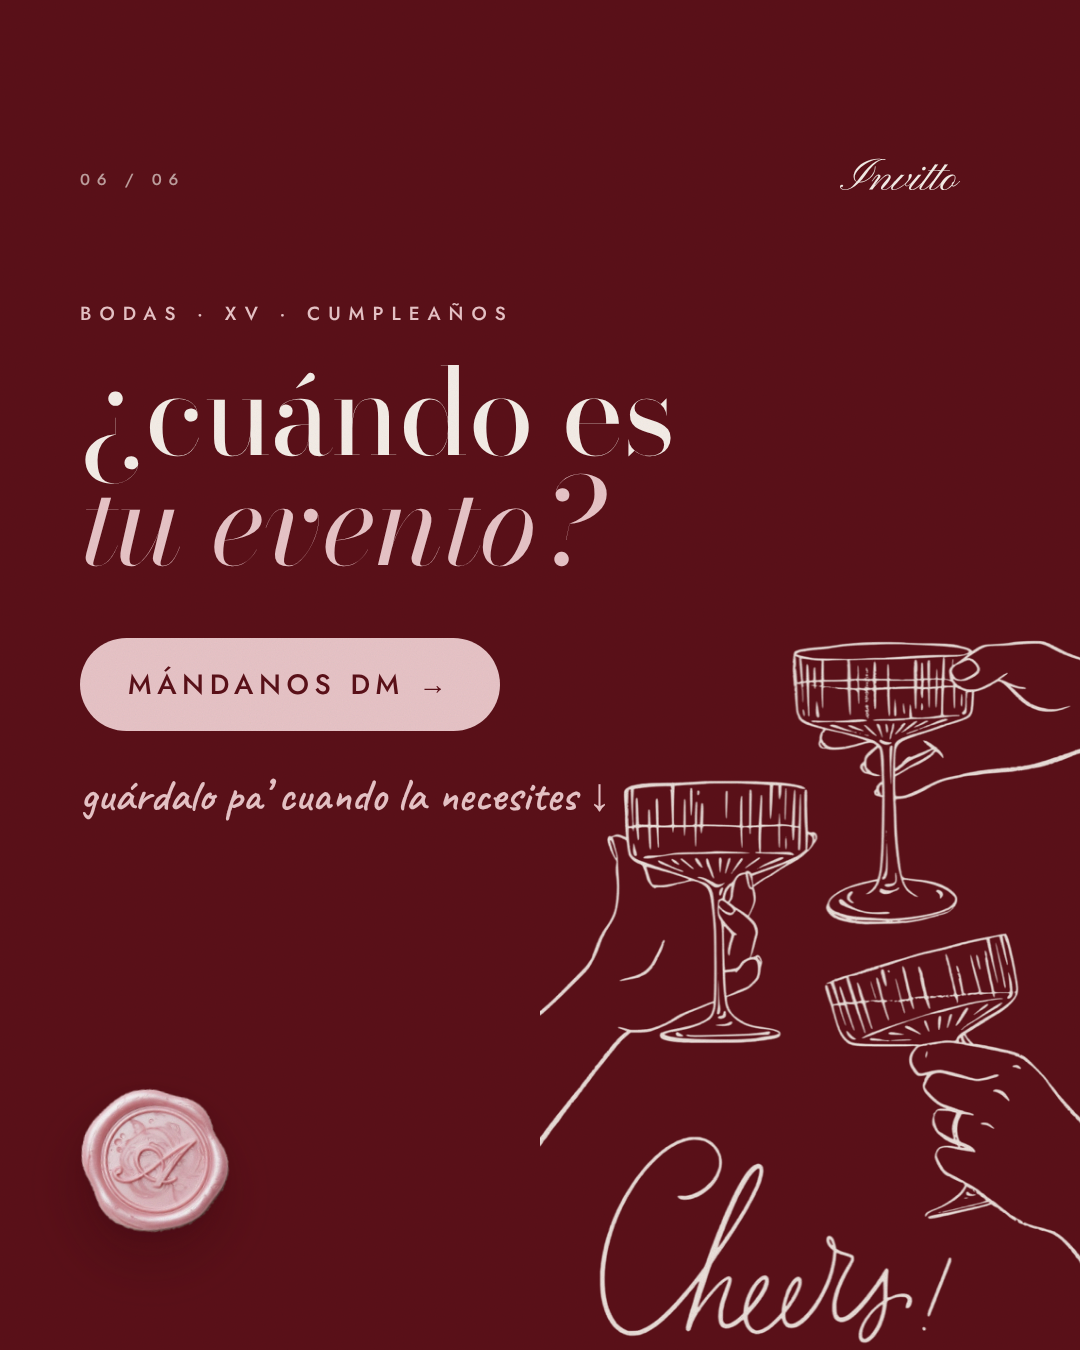 06 / 06
Invitto
BODAS · XV · CUMPLEAÑOS
¿cuándo es
tu evento?
MÁNDANOS DM →
guárdalo pa' cuando la necesites ↓
Cheers!